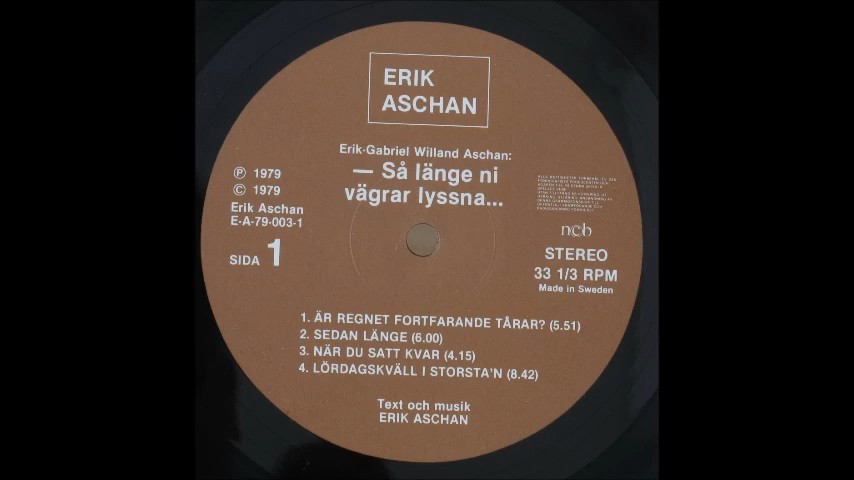 ERIK
ASCHAN
Erik-Gabriel Willand Aschan:
— Så länge ni
vägrar lyssna...
Ⓟ 1979
© 1979
Erik Aschan
E-A-79-003-1
SIDA 1
ncb
STEREO
33 1/3 RPM
Made in Sweden
1. ÄR REGNET FORTFARANDE TÅRAR? (5.51)
2. SEDAN LÄNGE (6.00)
3. NÄR DU SATT KVAR (4.15)
4. LÖRDAGSKVÄLL I STORSTA'N (8.42)
Text och musik
ERIK ASCHAN